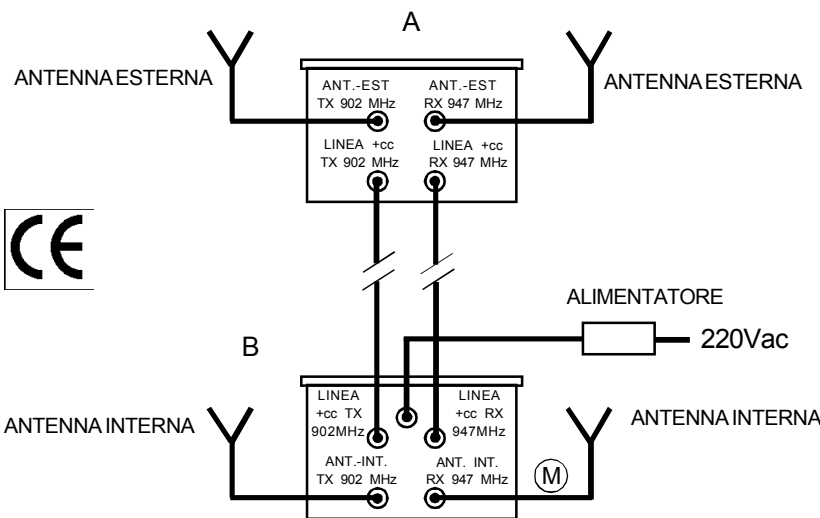 A
ANTENNA ESTERNA
ANTENNA ESTERNA
ANT.-EST
TX 902 MHz
ANT.-EST
RX 947 MHz
LINEA +cc
TX 902 MHz
LINEA +cc
RX 947 MHz
CE
ALIMENTATORE
220Vac
B
LINEA
+cc TX
902MHz
LINEA
+cc RX
947MHz
ANTENNA INTERNA
ANTENNA INTERNA
ANT.-INT.
TX 902 MHz
ANT. INT.
RX 947 MHz
M